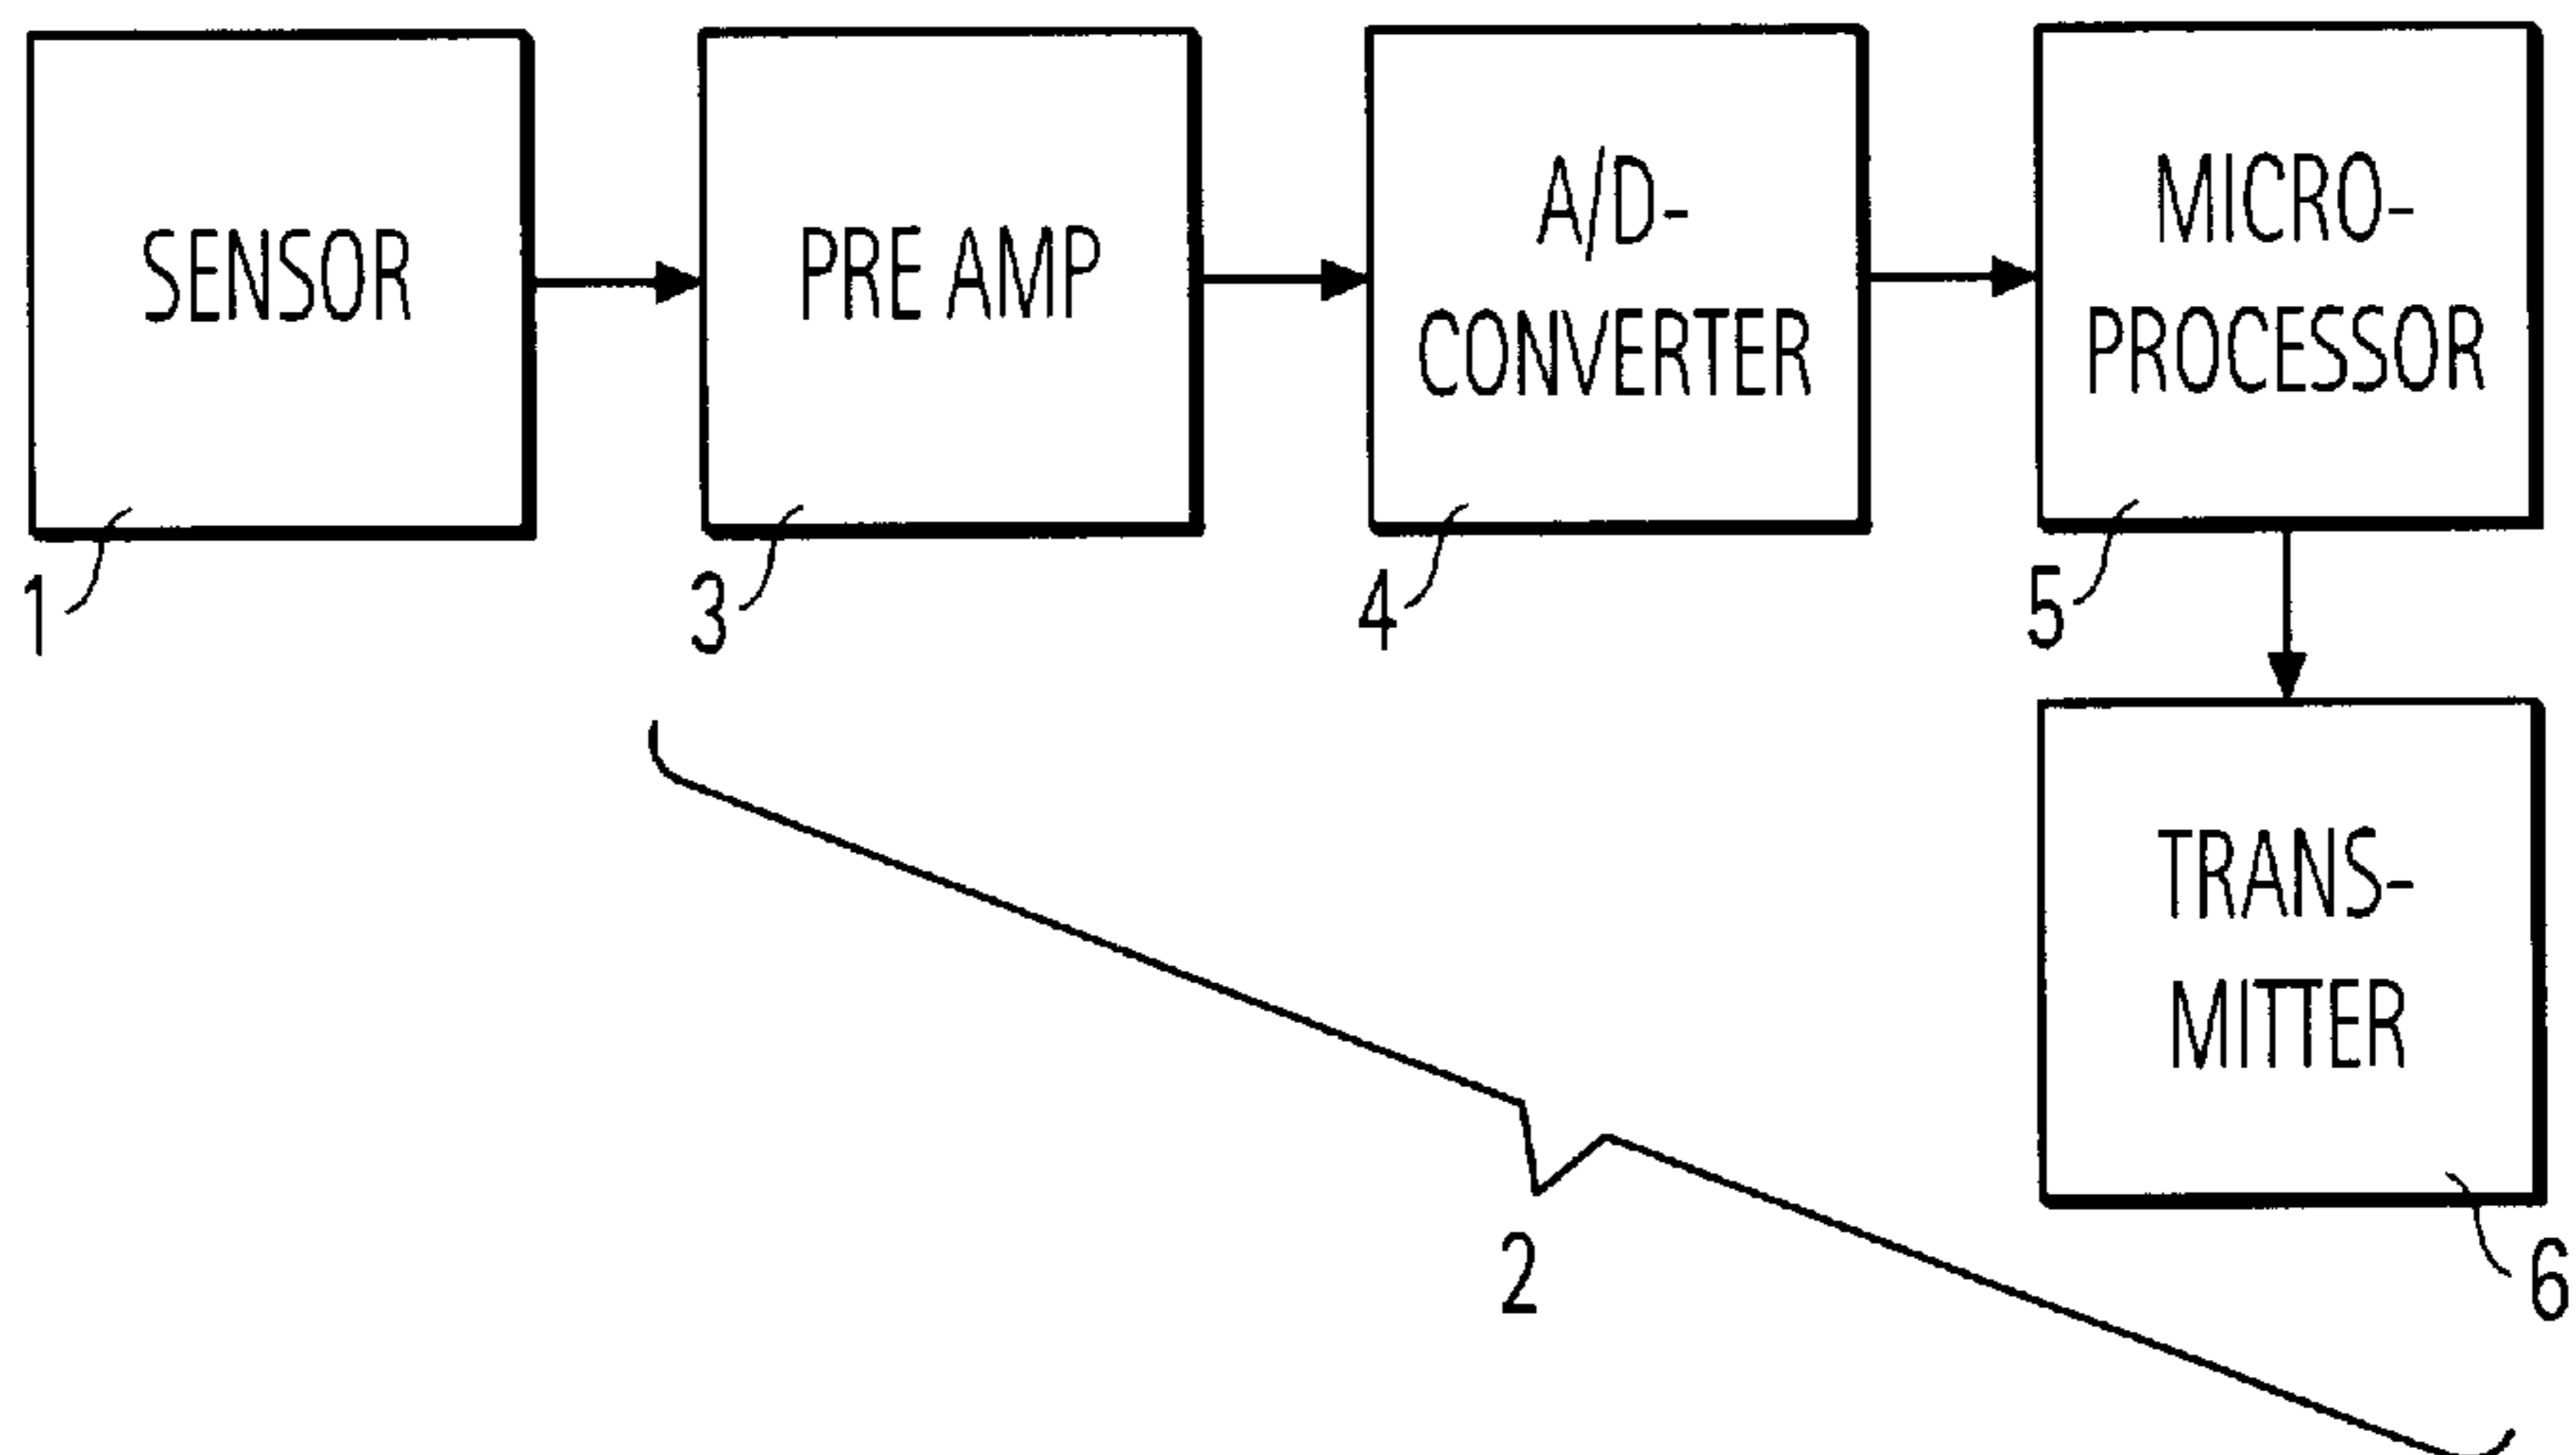 SENSOR
PRE AMP
A/D-
CONVERTER
MICRO-
PROCESSOR
1
3
4
5
TRANS-
MITTER
2
6